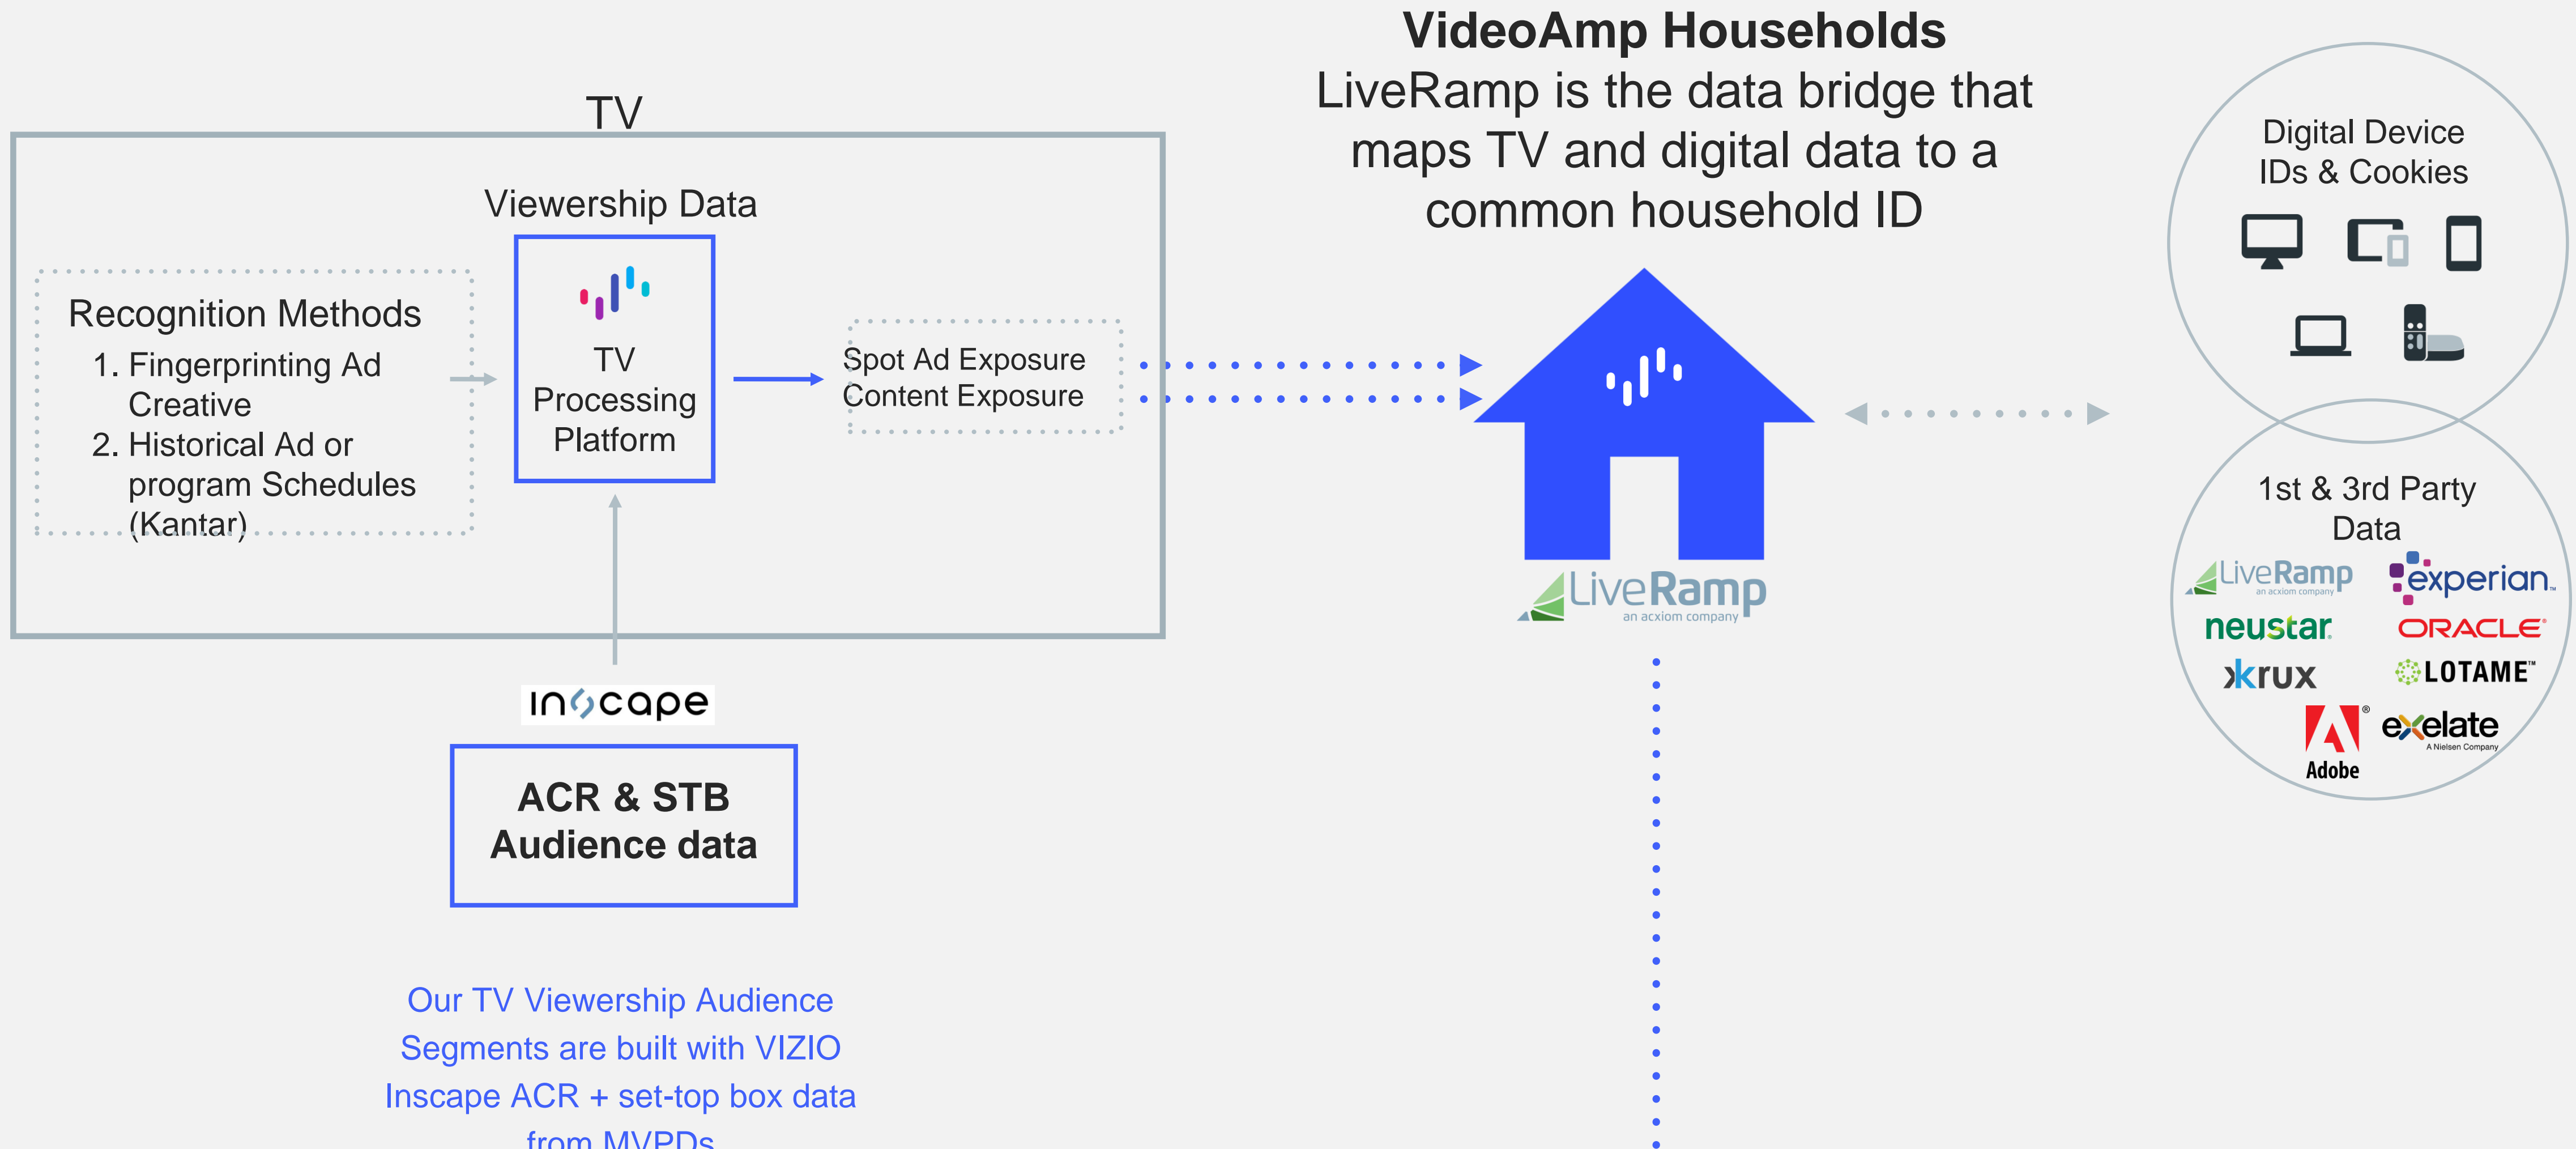 VideoAmp Households
LiveRamp is the data bridge that
maps TV and digital data to a
common household ID
TV
Viewership Data
Recognition Methods
1. Fingerprinting Ad
Creative
2. Historical Ad or
program Schedules
(Kantar)
TV
Processing
Platform
Spot Ad Exposure
Content Exposure
LiveRamp
an acxiom company
inscape
ACR & STB
Audience data
Our TV Viewership Audience
Segments are built with VIZIO
Inscape ACR + set-top box data
from MVPDs
Digital Device
IDs & Cookies
1st & 3rd Party
Data
LiveRamp
an acxiom company
experian™
neustar®
ORACLE®
krux
LOTAME™
Adobe®
eXelate
A Nielsen Company